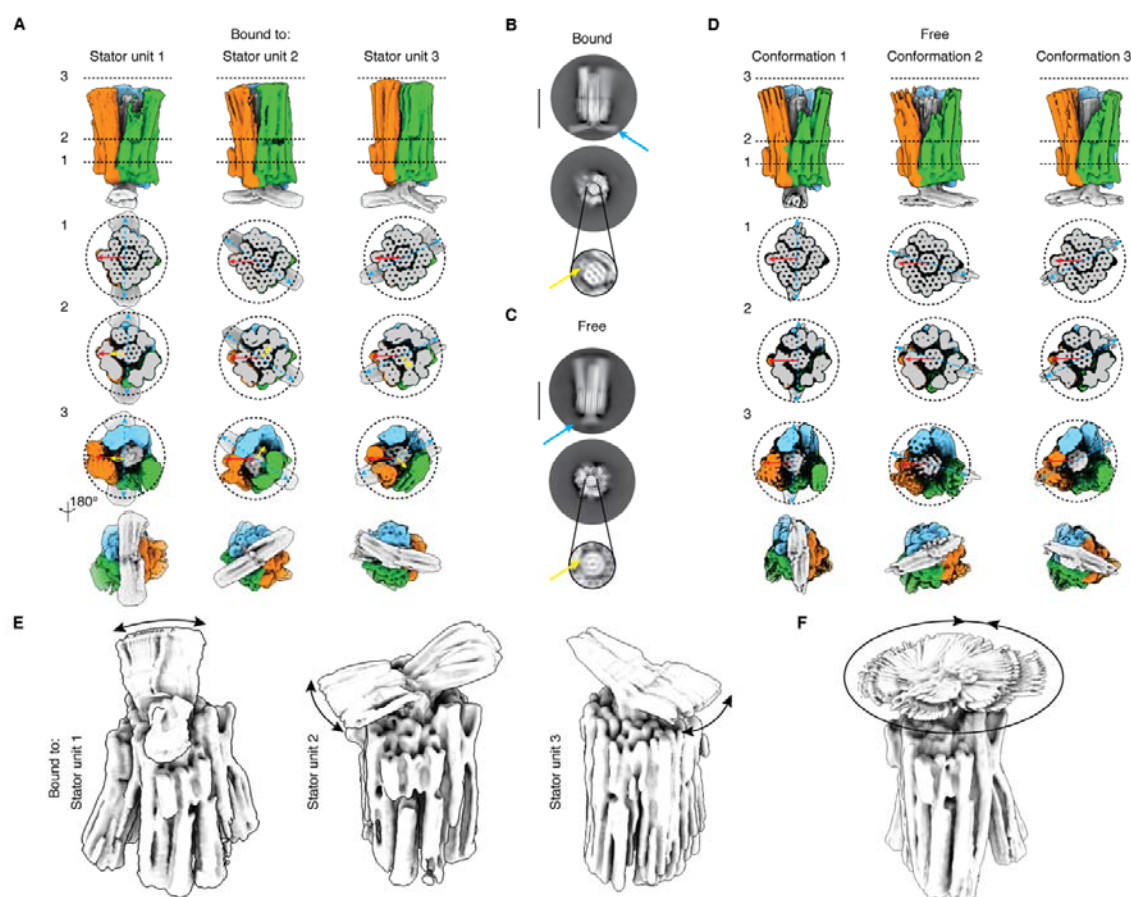 A
B
D
Bound to:
Free
Stator unit 1
Stator unit 2
Stator unit 3
Bound
Conformation 1
Conformation 2
Conformation 3
3
2
1
3
2
1
1
1
2
C
Free
2
3
3
180°
E
F
Bound to:
Stator unit 1
Stator unit 2
Stator unit 3